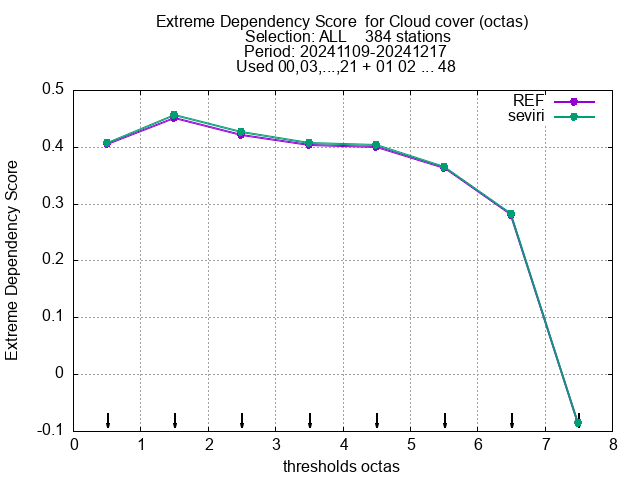 Extreme Dependency Score  for Cloud cover (octas)
Selection: ALL    384 stations
Period: 20241109-20241217
Used 00,03,...,21 + 01 02 ... 48
REF
seviri
0.5
0.4
0.3
0.2
0.1
0
-0.1
Extreme Dependency Score
0 1 2 3 4 5 6 7 8
thresholds octas